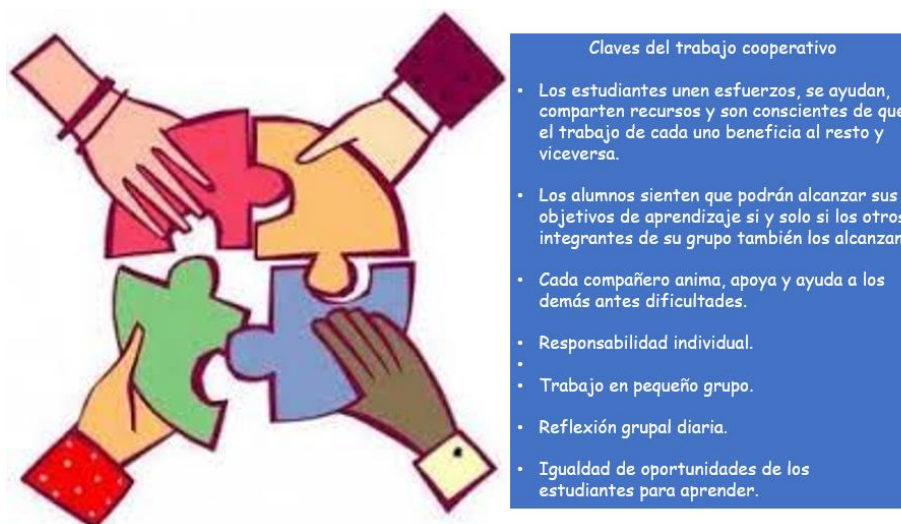 Claves del trabajo cooperativo
• Los estudiantes unen esfuerzos, se ayudan,
comparten recursos y son conscientes de que
el trabajo de cada uno beneficia al resto y
viceversa.
• Los alumnos sienten que podrán alcanzar sus
objetivos de aprendizaje si y solo si los otros
integrantes de su grupo también los alcanzan
• Cada compañero anima, apoya y ayuda a los
demás antes dificultades.
• Responsabilidad individual.
•
• Trabajo en pequeño grupo.
• Reflexión grupal diaria.
• Igualdad de oportunidades de los
estudiantes para aprender.